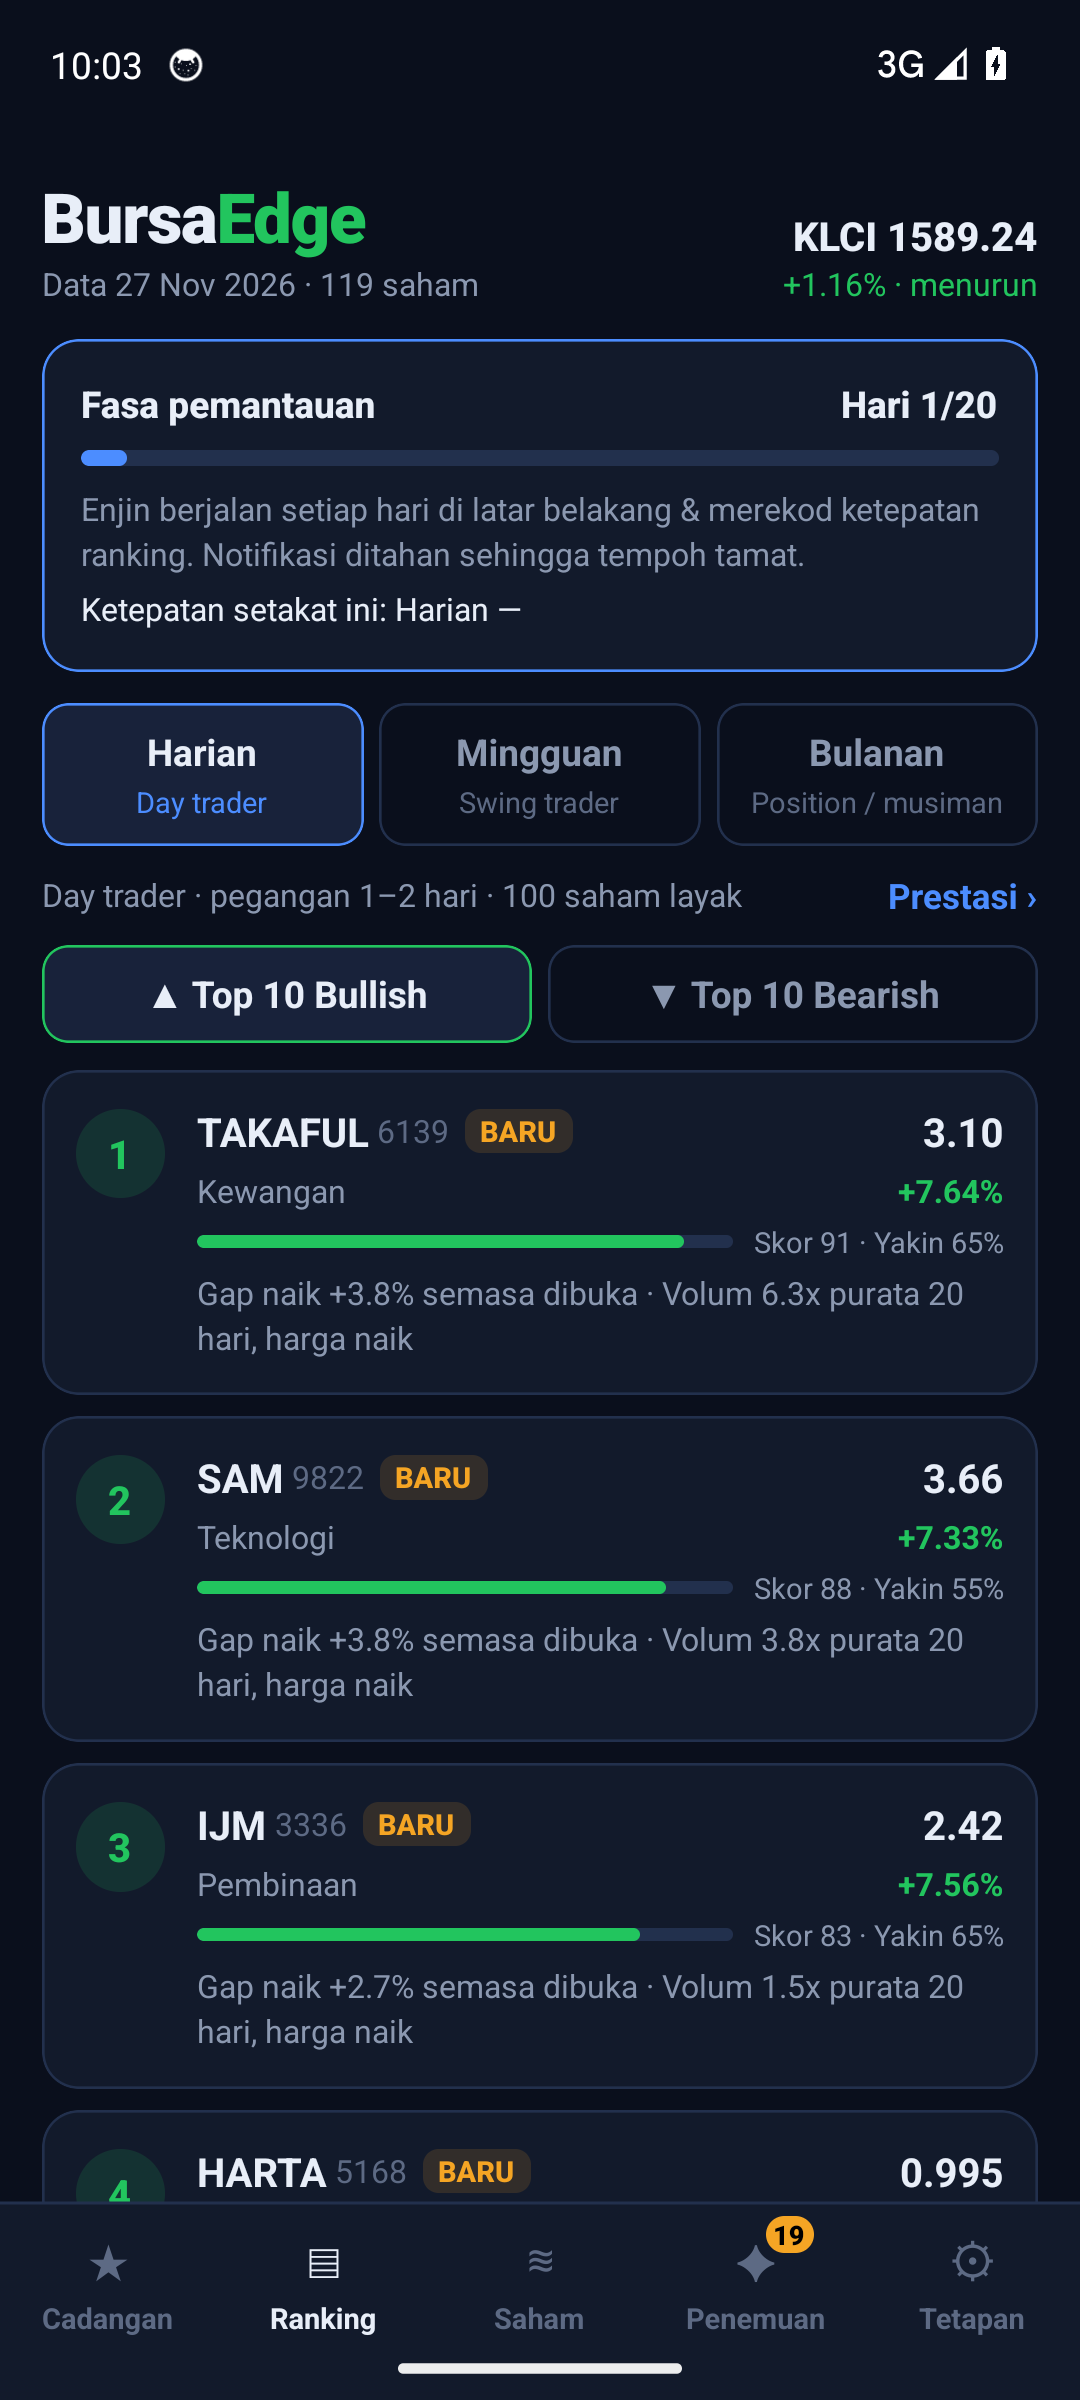 10:03
3G
BursaEdge
KLCI 1589.24
Data 27 Nov 2026 · 119 saham
+1.16% · menurun
Fasa pemantauan
Hari 1/20
Enjin berjalan setiap hari di latar belakang & merekod ketepatan
ranking. Notifikasi ditahan sehingga tempoh tamat.
Ketepatan setakat ini: Harian —
Harian
Day trader
Mingguan
Swing trader
Bulanan
Position / musiman
Day trader · pegangan 1–2 hari · 100 saham layak
Prestasi ›
▲ Top 10 Bullish
▼ Top 10 Bearish
1
TAKAFUL 6139 BARU
3.10
Kewangan
+7.64%
Skor 91 · Yakin 65%
Gap naik +3.8% semasa dibuka · Volum 6.3x purata 20
hari, harga naik
2
SAM 9822 BARU
3.66
Teknologi
+7.33%
Skor 88 · Yakin 55%
Gap naik +3.8% semasa dibuka · Volum 3.8x purata 20
hari, harga naik
3
IJM 3336 BARU
2.42
Pembinaan
+7.56%
Skor 83 · Yakin 65%
Gap naik +2.7% semasa dibuka · Volum 1.5x purata 20
hari, harga naik
4
HARTA 5168 BARU
0.995
19
Cadangan
Ranking
Saham
Penemuan
Tetapan